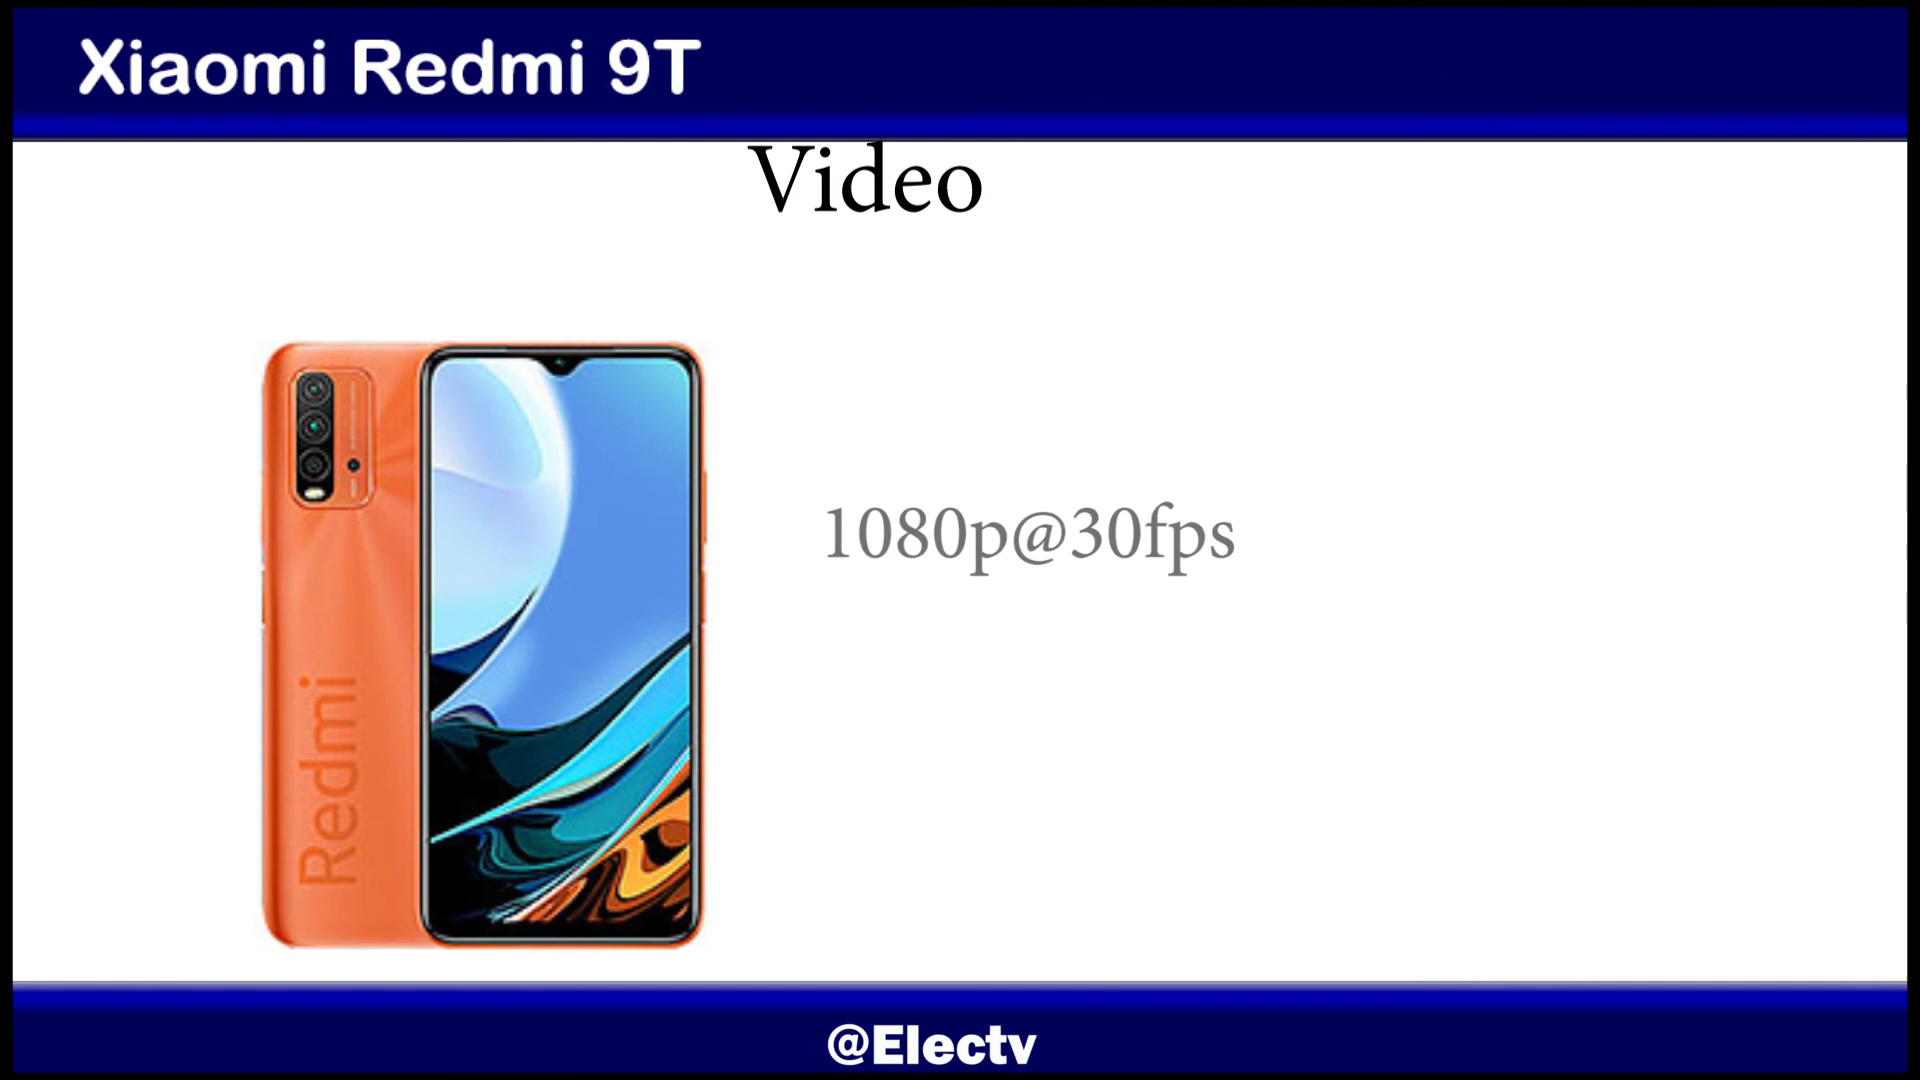 Xiaomi Redmi 9T
Video
1080p@30fps
Redmi
@Electv